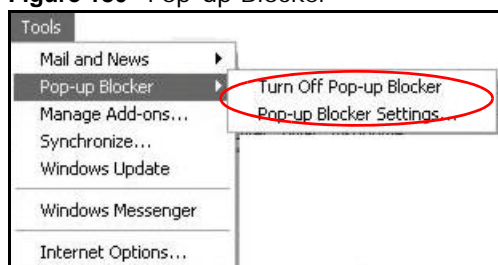 Tools
Mail and News
Pop-up Blocker
Turn Off Pop-up Blocker
Pop-up Blocker Settings...
Manage Add-ons...
Synchronize...
Windows Update
Windows Messenger
Internet Options...